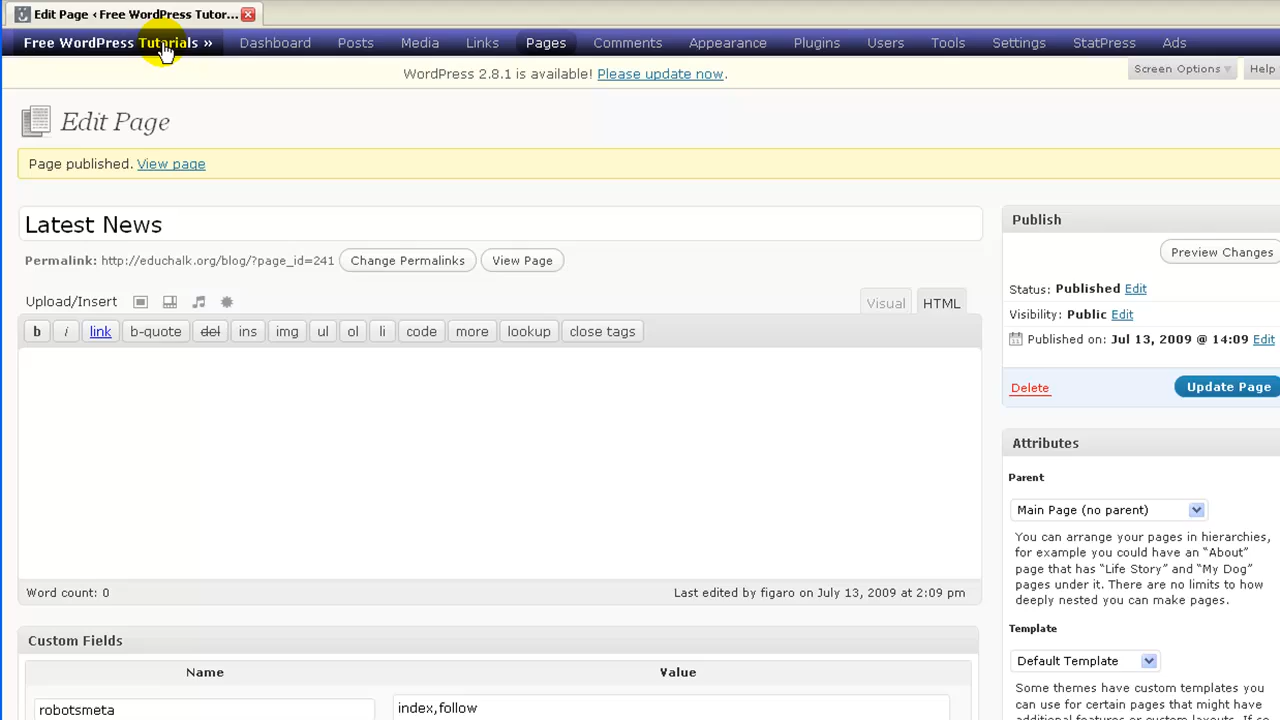 Edit Page ‹ Free WordPress Tutor...
Free WordPress Tutorials » Dashboard Posts Media Links Pages Comments Appearance Plugins Users Tools Settings StatPress Ads
WordPress 2.8.1 is available! Please update now.
Screen Options Help
Edit Page
Page published. View page
Latest News
Permalink: http://educhalk.org/blog/?page_id=241 Change Permalinks View Page
Upload/Insert Visual HTML
b i link b-quote del ins img ul ol li code more lookup close tags
Word count: 0 Last edited by figaro on July 13, 2009 at 2:09 pm
Custom Fields
Name Value
robotsmeta index,follow
Publish
Preview Changes
Status: Published Edit
Visibility: Public Edit
Published on: Jul 13, 2009 @ 14:09 Edit
Delete Update Page
Attributes
Parent
Main Page (no parent)
You can arrange your pages in hierarchies,
for example you could have an “About”
page that has “Life Story” and “My Dog”
pages under it. There are no limits to how
deeply nested you can make pages.
Template
Default Template
Some themes have custom templates you
can use for certain pages that might have
additional features or custom layouts. If so,